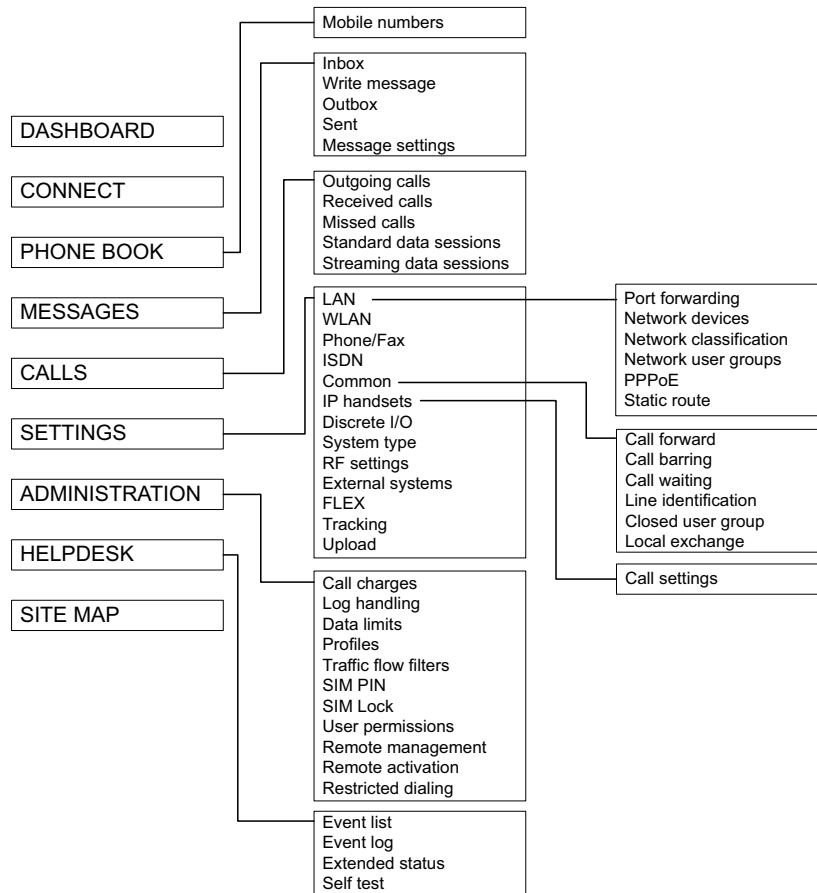 DASHBOARD
CONNECT
PHONE BOOK
MESSAGES
CALLS
SETTINGS
ADMINISTRATION
HELPDESK
SITE MAP
Mobile numbers
Inbox
Write message
Outbox
Sent
Message settings
Outgoing calls
Received calls
Missed calls
Standard data sessions
Streaming data sessions
LAN
WLAN
Phone/Fax
ISDN
Common
IP handsets
Discrete I/O
System type
RF settings
External systems
FLEX
Tracking
Upload
Call charges
Log handling
Data limits
Profiles
Traffic flow filters
SIM PIN
SIM Lock
User permissions
Remote management
Remote activation
Restricted dialing
Event list
Event log
Extended status
Self test
Port forwarding
Network devices
Network classification
Network user groups
PPPoE
Static route
Call forward
Call barring
Call waiting
Line identification
Closed user group
Local exchange
Call settings